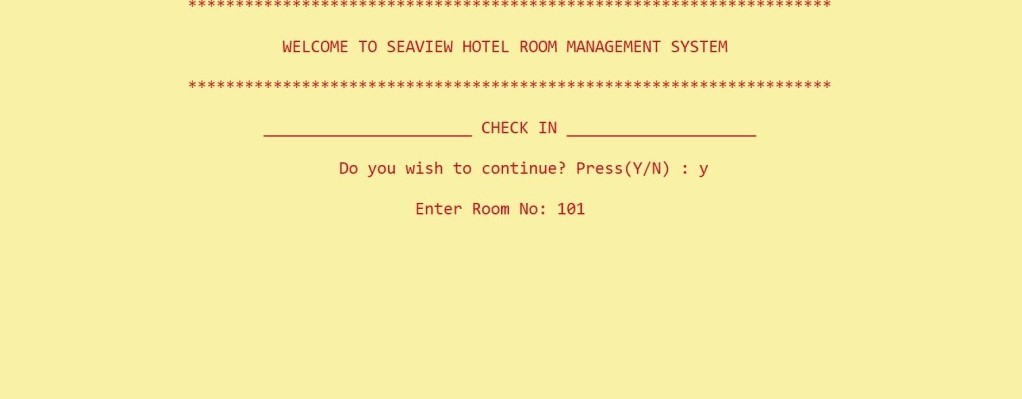 ********************************************************************
WELCOME TO SEAVIEW HOTEL ROOM MANAGEMENT SYSTEM
********************************************************************
______________________ CHECK IN ____________________
Do you wish to continue? Press(Y/N) : y
Enter Room No: 101